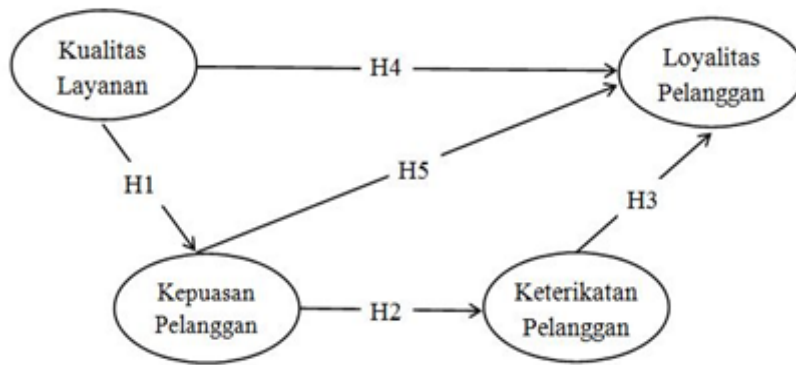 Kualitas
Layanan
H4
Loyalitas
Pelanggan
H1
H5
H3
Kepuasan
Pelanggan
H2
Keterikatan
Pelanggan